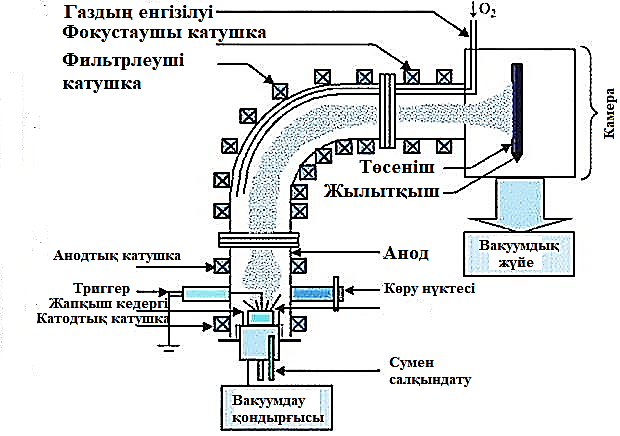 Газдың енгізілуі
O₂
Фокустаушы катушка
Фильтрлеуші
катушка
Камера
Төсеніш
Жылытқыш
Вакуумдық
жүйе
Анодтық катушка
Анод
Триггер
Көру нүктесі
Жапқыш кедергі
Катодтық катушка
Сумен
салқындату
Вакуумдау
қондырғысы